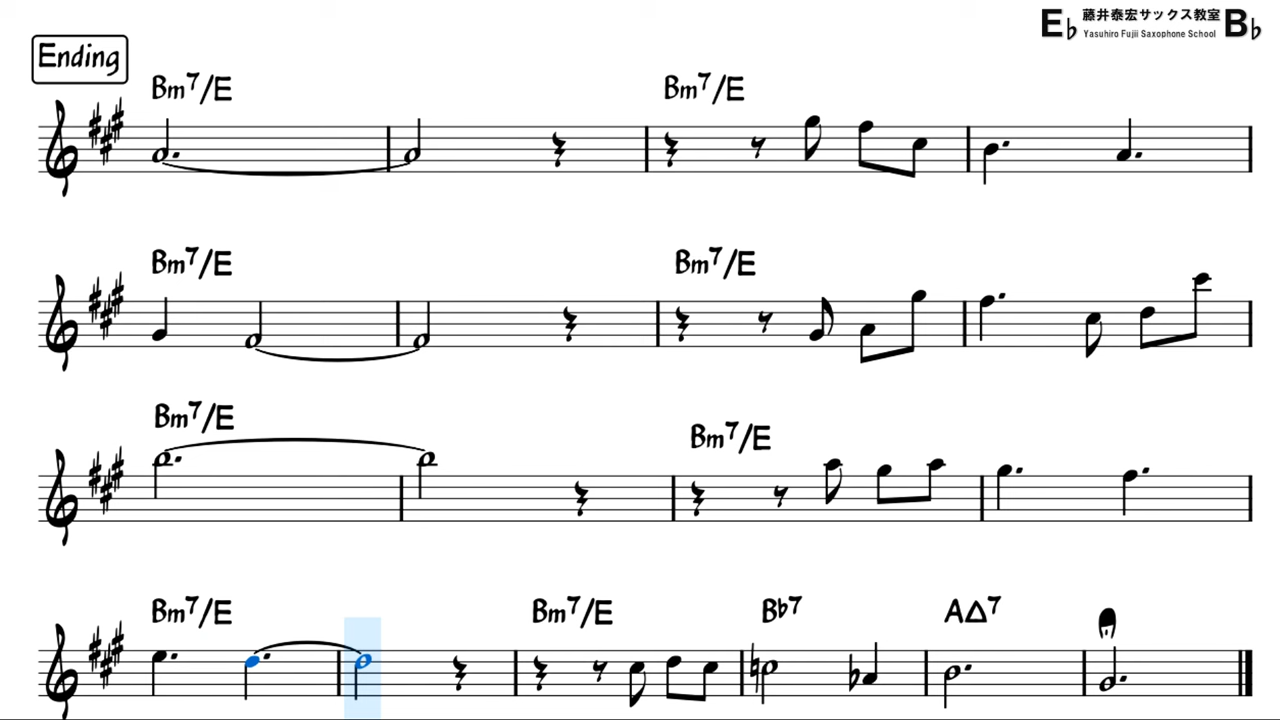 E♭ 藤井泰宏サックス教室 B♭
Yasuhiro Fujii Saxophone School
Ending
Bm7/E Bm7/E
Bm7/E Bm7/E
Bm7/E Bm7/E
Bm7/E Bm7/E B♭7 A△7